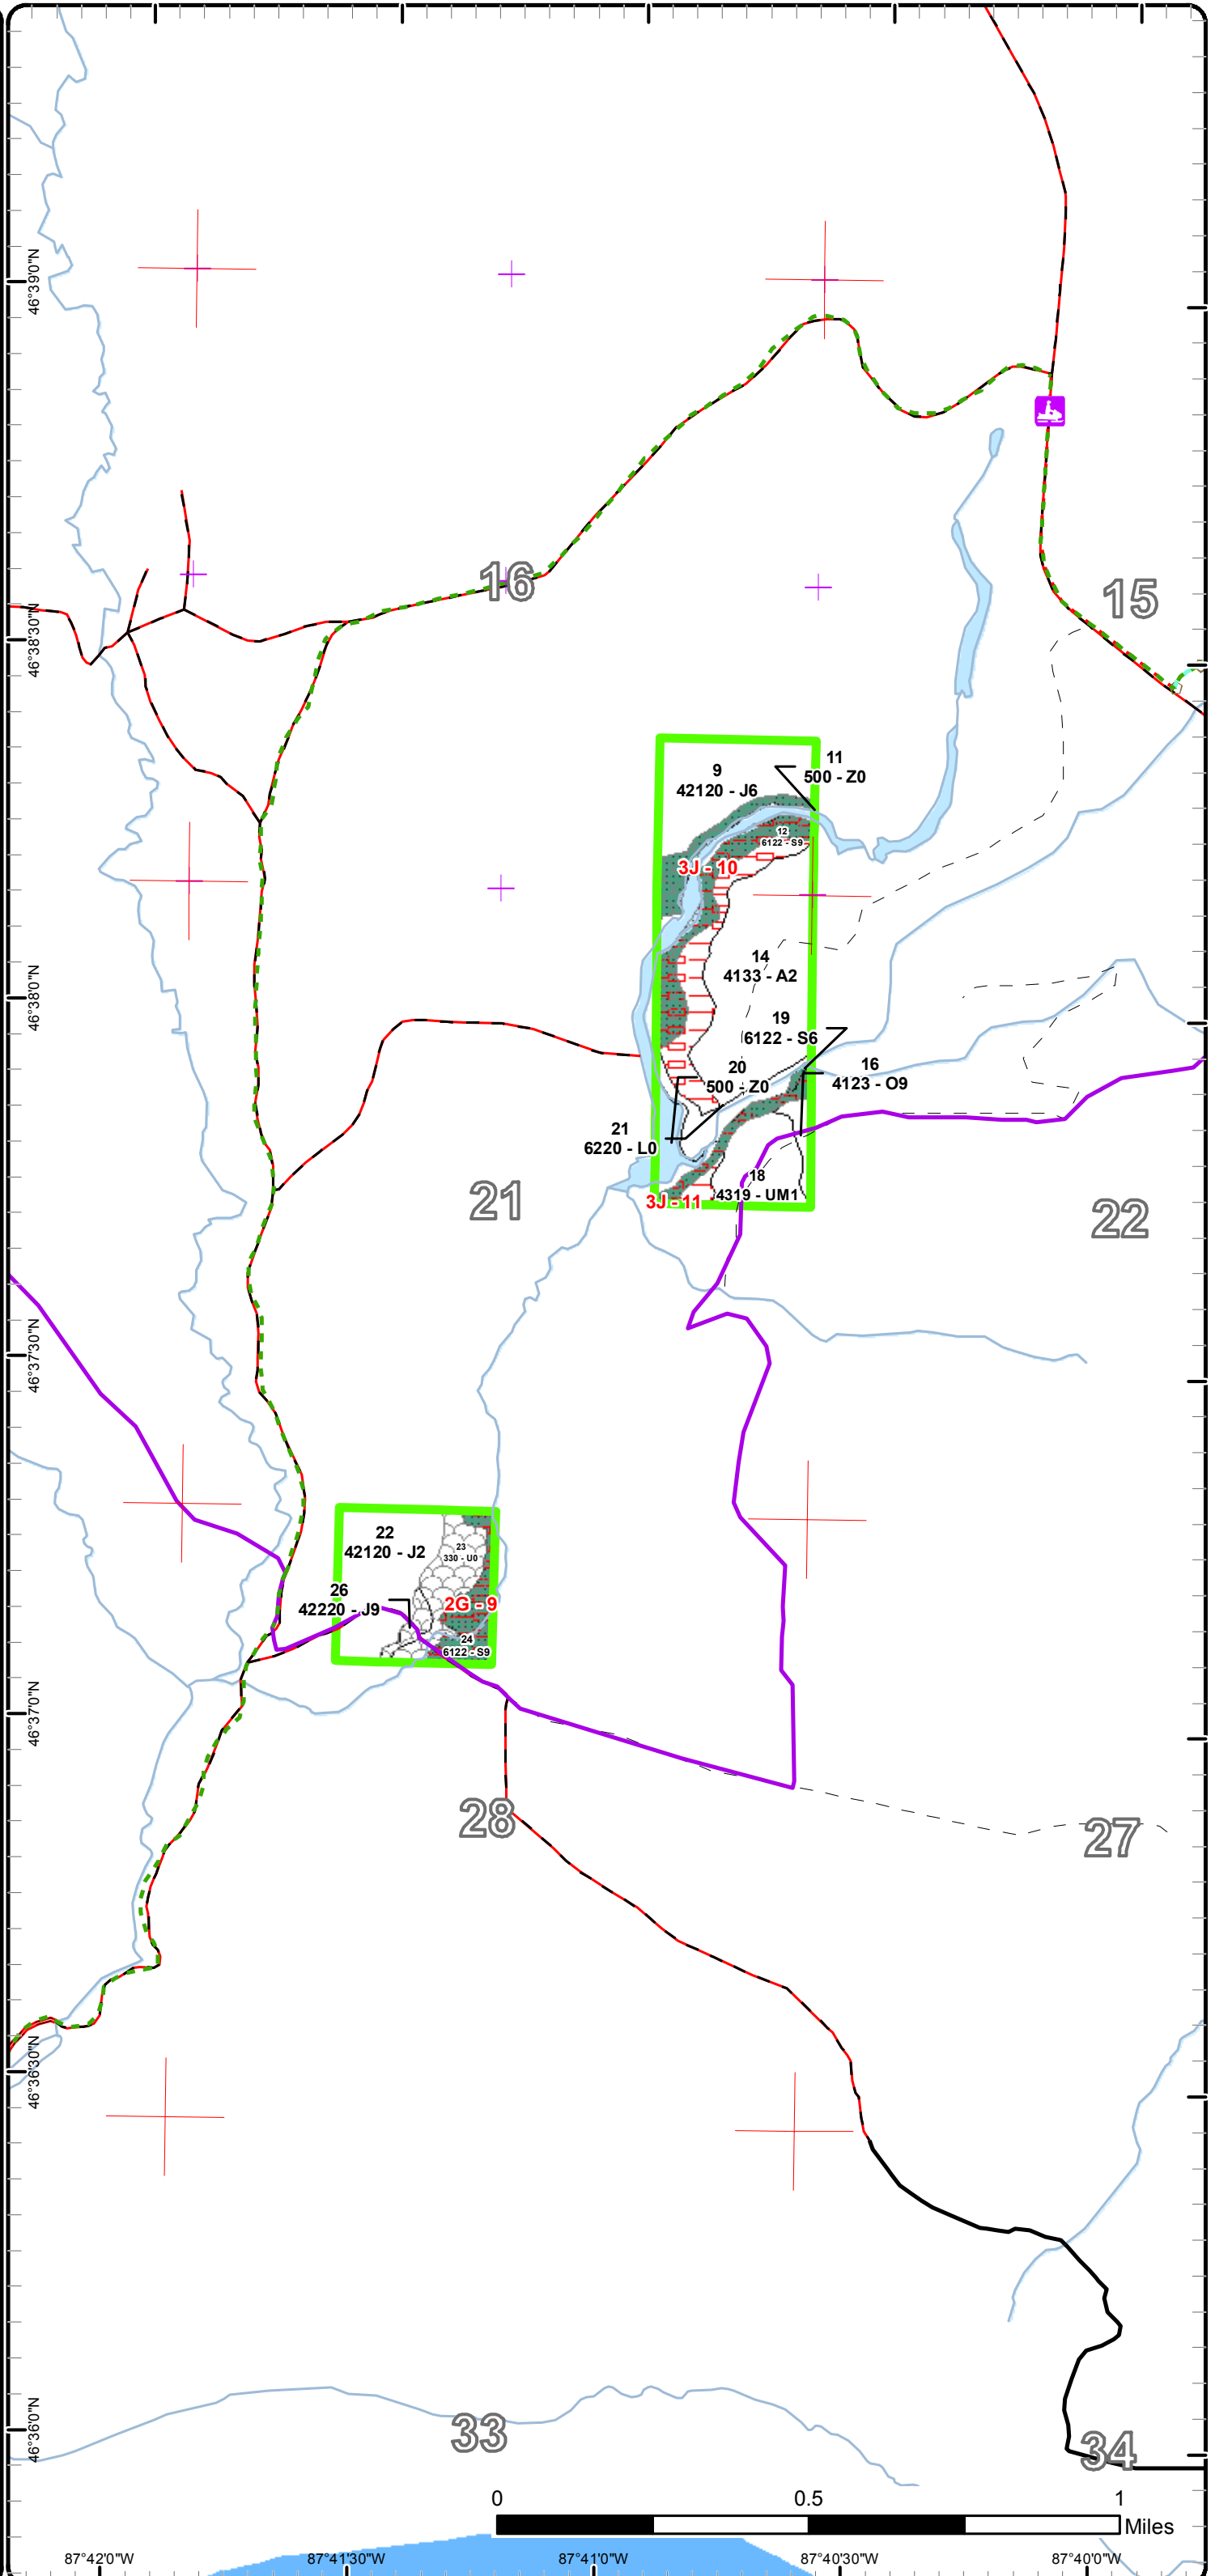 46°39'0"N
16
15
46°38'30"N
11
500 - Z0
9
42120 - J6
12
6122 - S9
3J - 10
14
4133 - A2
46°38'0"N
19
6122 - S6
16
4123 - O9
20
500 - Z0
21
6220 - L0
18
4319 - UM1
3J - 11
21
22
46°37'30"N
22
42120 - J2
23
330 - U0
26
42220 - J9
2G - 9
24
6122 - S9
46°37'0"N
28
27
46°36'30"N
46°36'0"N
33
34
0
0.5
1
Miles
87°42'0"W
87°41'30"W
87°41'0"W
87°40'30"W
87°40'0"W